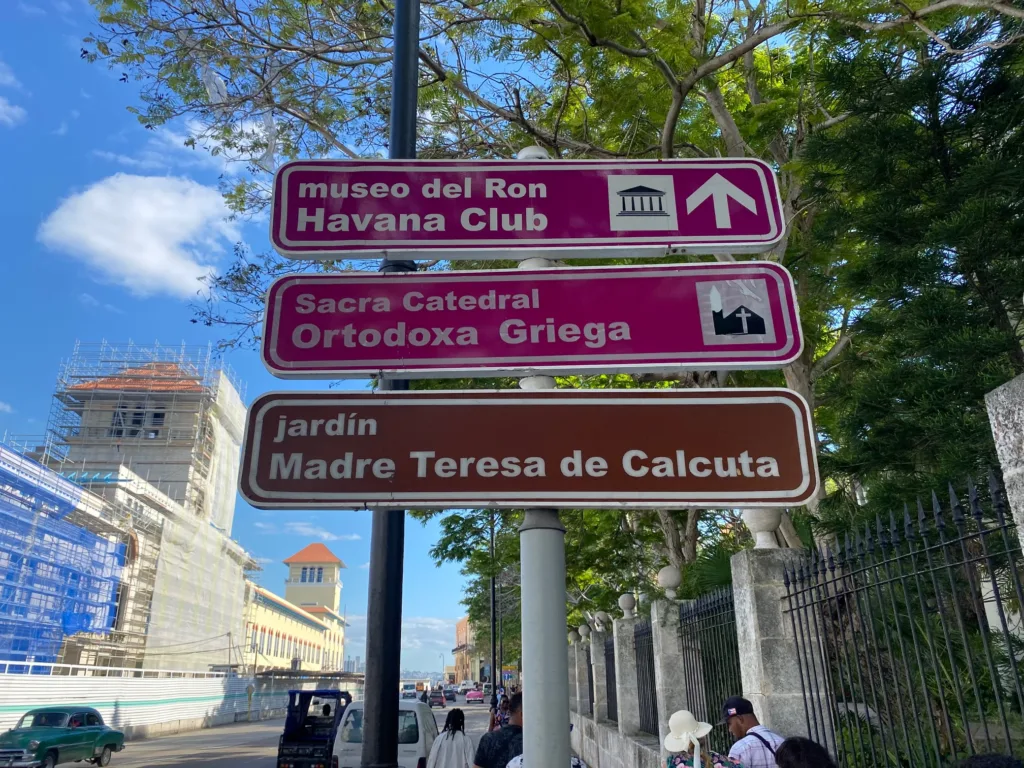 museo del Ron
Havana Club
Sacra Catedral
Ortodoxa Griega
jardín
Madre Teresa de Calcuta